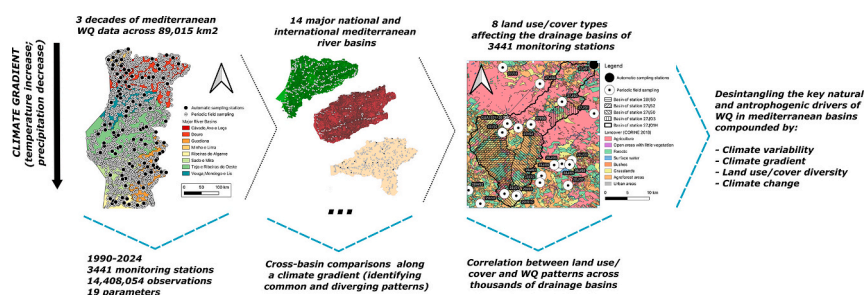 3 decades of mediterranean
WQ data across 89,015 km2
14 major national and
international mediterranean
river basins
8 land use/cover types
affecting the drainage basins of
3441 monitoring stations
CLIMATE GRADIENT
(temperature increase;
precipitation decrease)
Automatic sampling stations
Periodic field sampling
Major River Basins
Cávado, Ave e Leça
Douro
Guadiana
Minho e Lima
Ribeiras do Algarve
Sado e Mira
Tejo e Ribeiras do Oeste
Vouga, Mondego e Lis
0 50 100 km
Legend
Automatic sampling stations
Periodic field sampling
Landcover (CORINE 2018)
Agriculture
Open areas with little vegetation
Forests
Surface water
Bushes
Grasslands
Agroforest areas
Urban areas
0 5 10 km
Desintangling the key natural
and antrophogenic drivers of
WQ in mediterranean basins
compounded by:
- Climate variability
- Climate gradient
- Land use/cover diversity
- Climate change
1990-2024
3441 monitoring stations
14,408,054 observations
19 parameters
Cross-basin comparisons along
a climate gradient (identifying
common and diverging patterns)
Correlation between land use/
cover and WQ patterns across
thousands of drainage basins